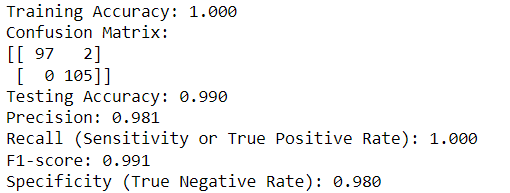 Training Accuracy: 1.000
Confusion Matrix:
[[ 97   2]
 [  0 105]]
Testing Accuracy: 0.990
Precision: 0.981
Recall (Sensitivity or True Positive Rate): 1.000
F1-score: 0.991
Specificity (True Negative Rate): 0.980